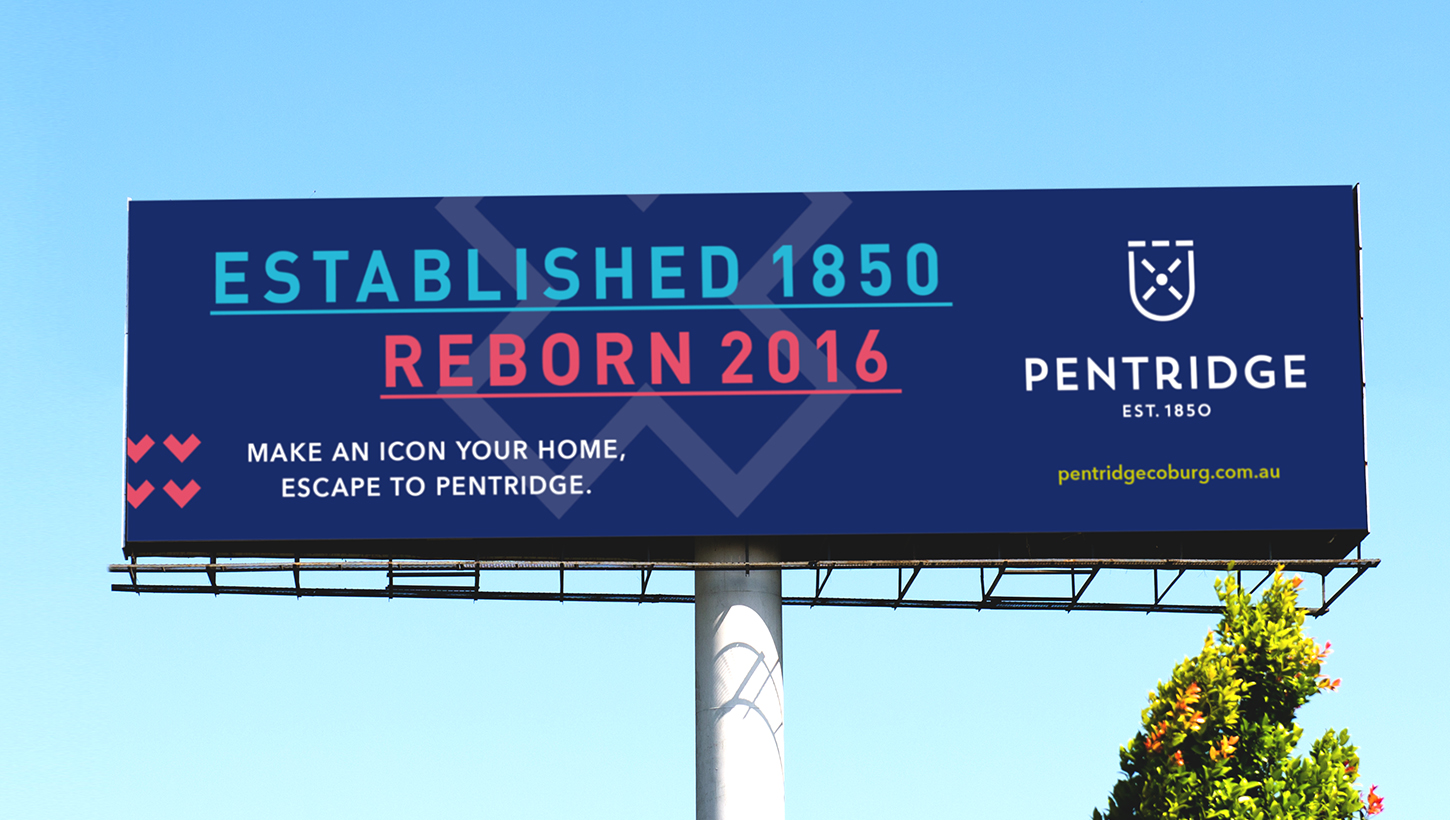 ESTABLISHED 1850
REBORN 2016
MAKE AN ICON YOUR HOME,
ESCAPE TO PENTRIDGE.
PENTRIDGE
EST. 1850
pentridgecoburg.com.au